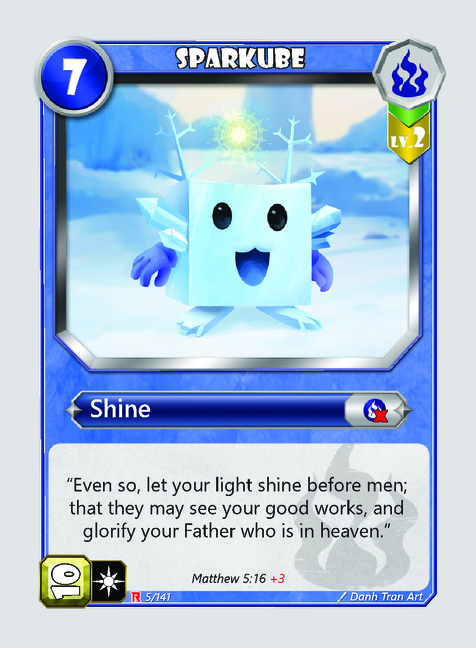 SPARKUBE
7
LV.2
Shine
“Even so, let your light shine before men;
that they may see your good works, and
glorify your Father who is in heaven.”
Matthew 5:16 +3
10
R 5/141
Danh Tran Art